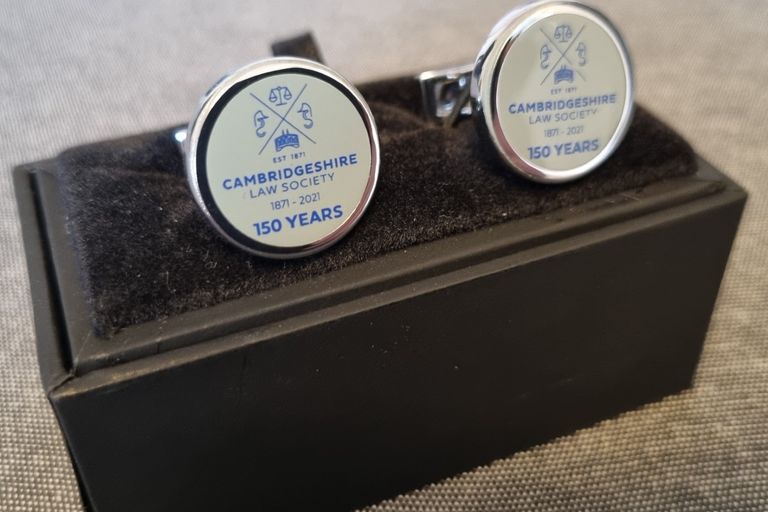 EST 1871
CAMBRIDGESHIRE
LAW SOCIETY
1871 - 2021
150 YEARS
EST 1871
CAMBRIDGESHIRE
LAW SOCIETY
1871 - 2021
150 YEARS